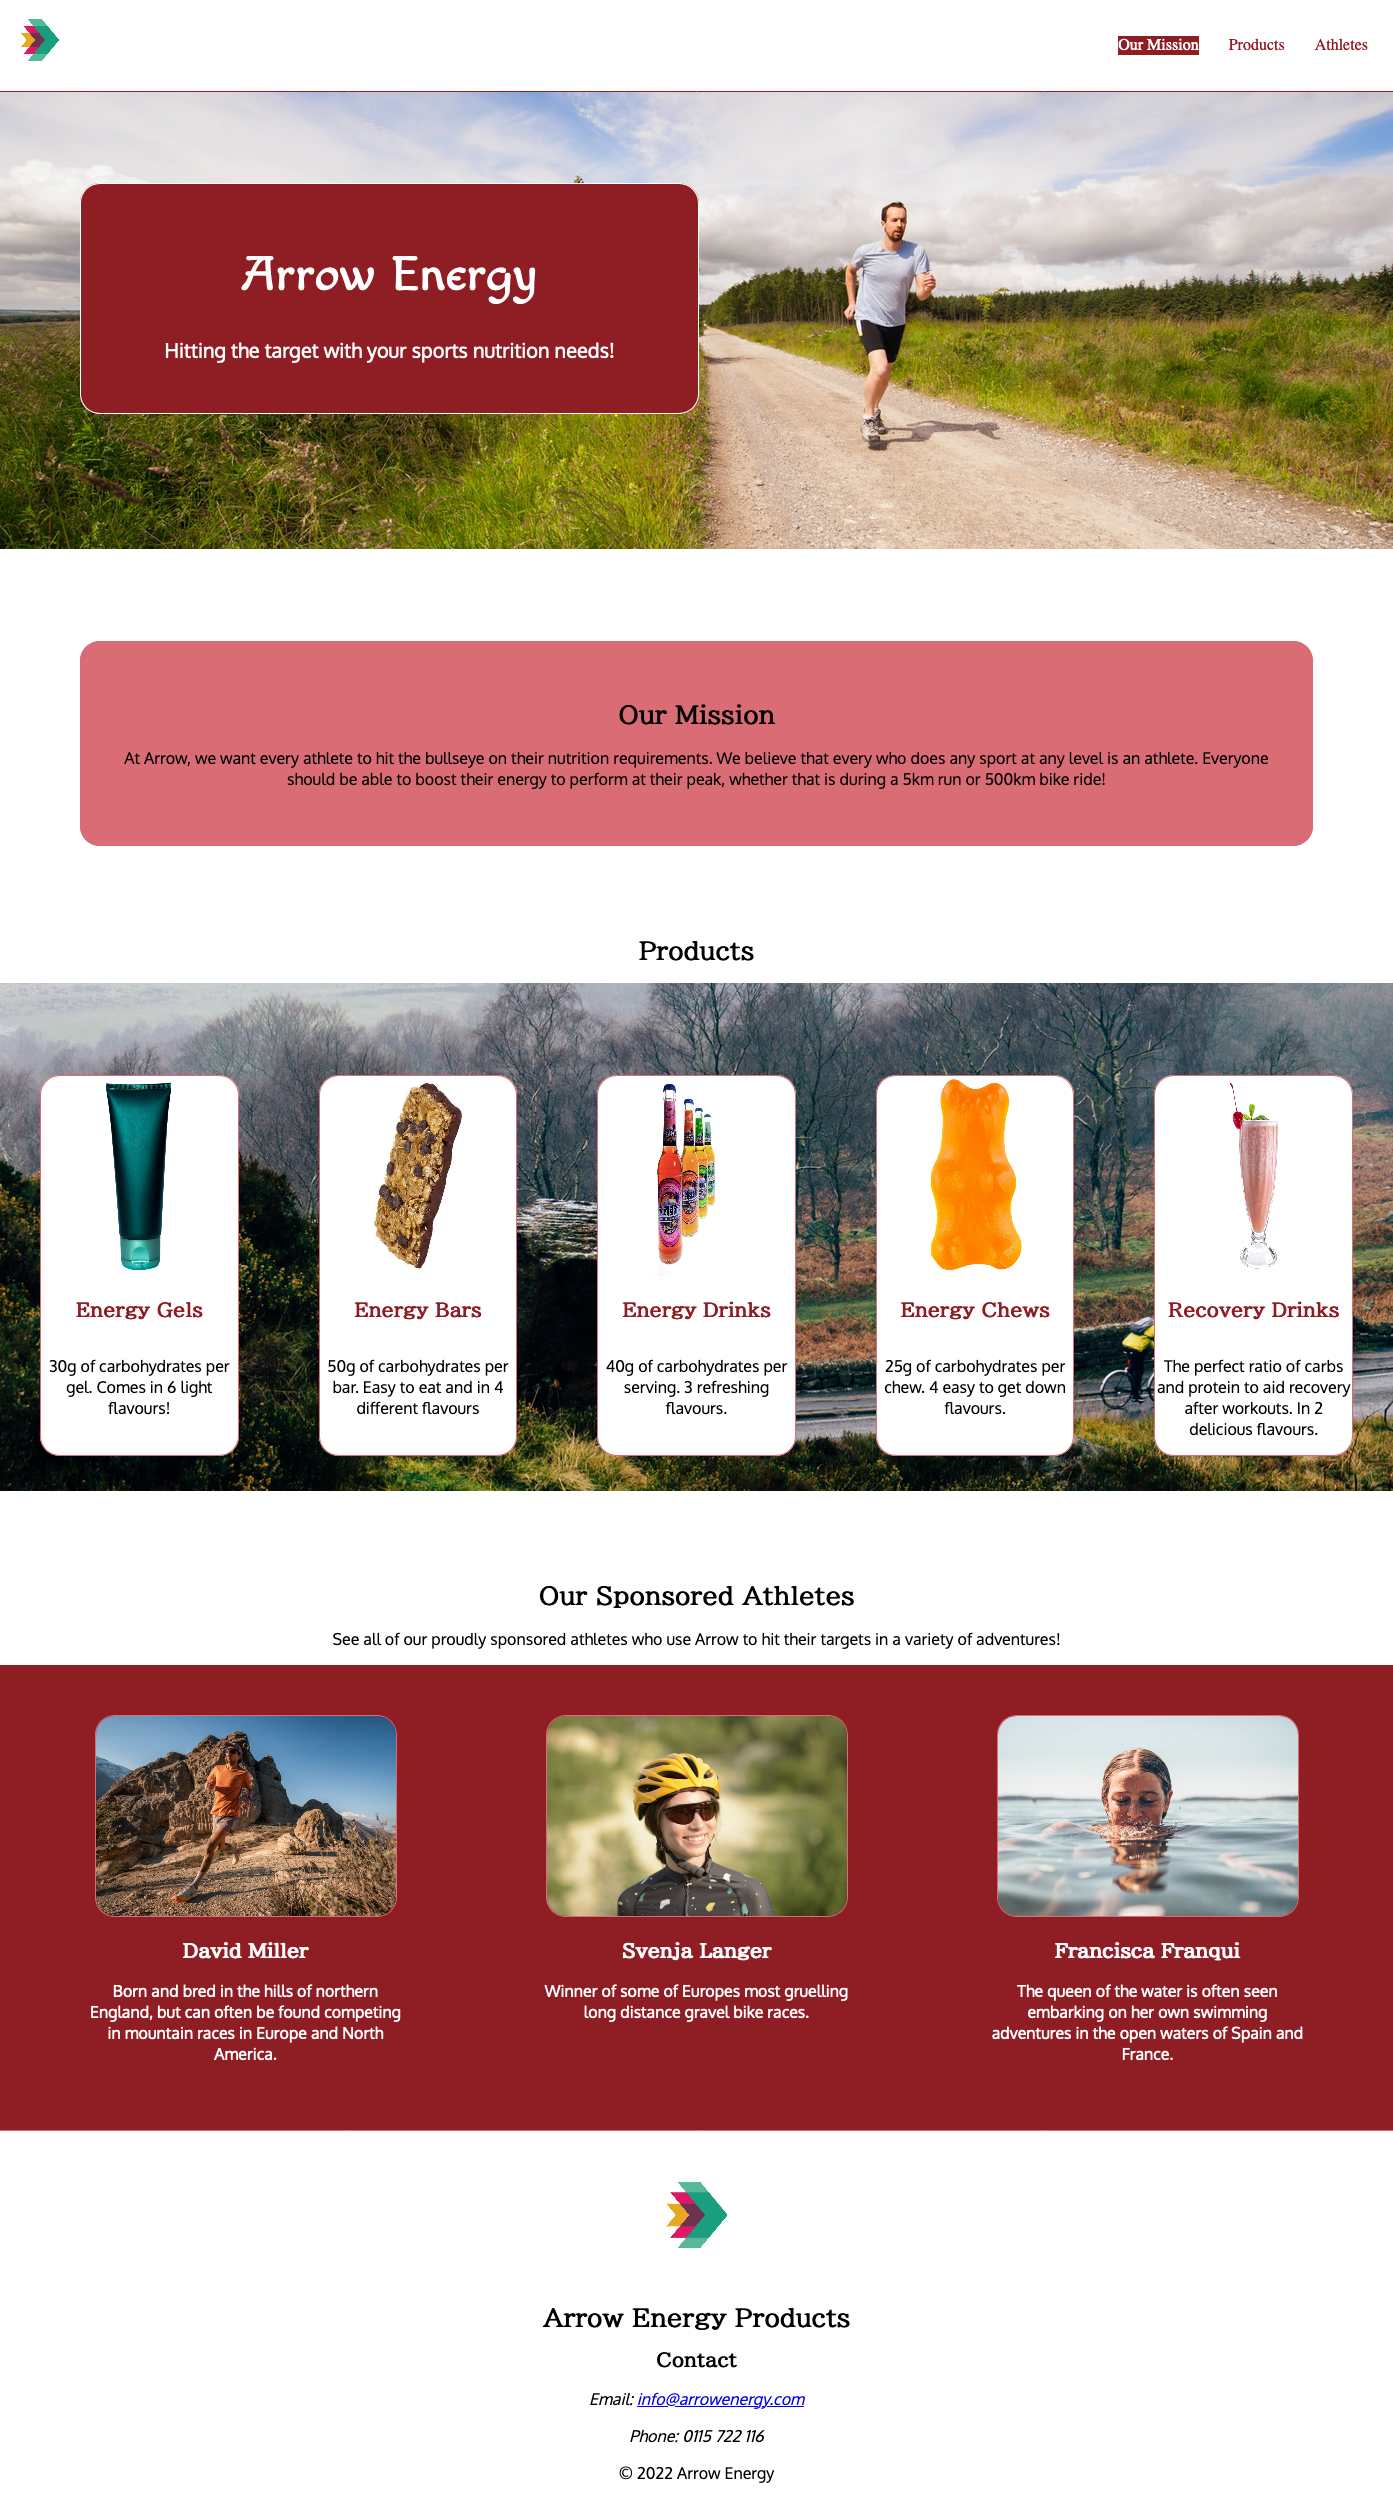 Our Mission
Products
Athletes
Arrow Energy
Hitting the target with your sports nutrition needs!
Our Mission
At Arrow, we want every athlete to hit the bullseye on their nutrition requirements. We believe that every who does any sport at any level is an athlete. Everyone
should be able to boost their energy to perform at their peak, whether that is during a 5km run or 500km bike ride!
Products
Energy Gels
30g of carbohydrates per
gel. Comes in 6 light
flavours!
Energy Bars
50g of carbohydrates per
bar. Easy to eat and in 4
different flavours
Energy Drinks
40g of carbohydrates per
serving. 3 refreshing
flavours.
Energy Chews
25g of carbohydrates per
chew. 4 easy to get down
flavours.
Recovery Drinks
The perfect ratio of carbs
and protein to aid recovery
after workouts. In 2
delicious flavours.
Our Sponsored Athletes
See all of our proudly sponsored athletes who use Arrow to hit their targets in a variety of adventures!
David Miller
Born and bred in the hills of northern
England, but can often be found competing
in mountain races in Europe and North
America.
Svenja Langer
Winner of some of Europes most gruelling
long distance gravel bike races.
Francisca Franqui
The queen of the water is often seen
embarking on her own swimming
adventures in the open waters of Spain and
France.
Arrow Energy Products
Contact
Email: info@arrowenergy.com
Phone: 0115 722 116
© 2022 Arrow Energy